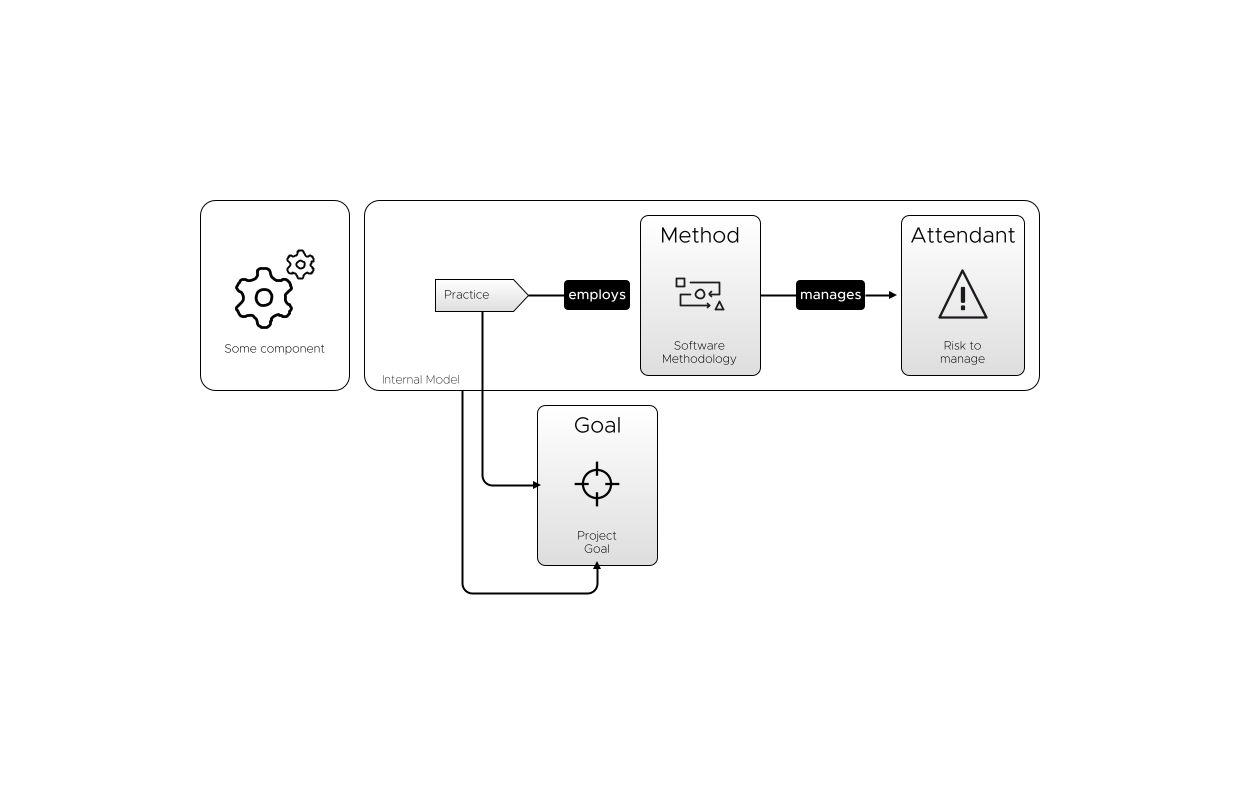 Some component
Internal Model
Practice
employs
Method
Software
Methodology
manages
Attendant
Risk to
manage
Goal
Project
Goal